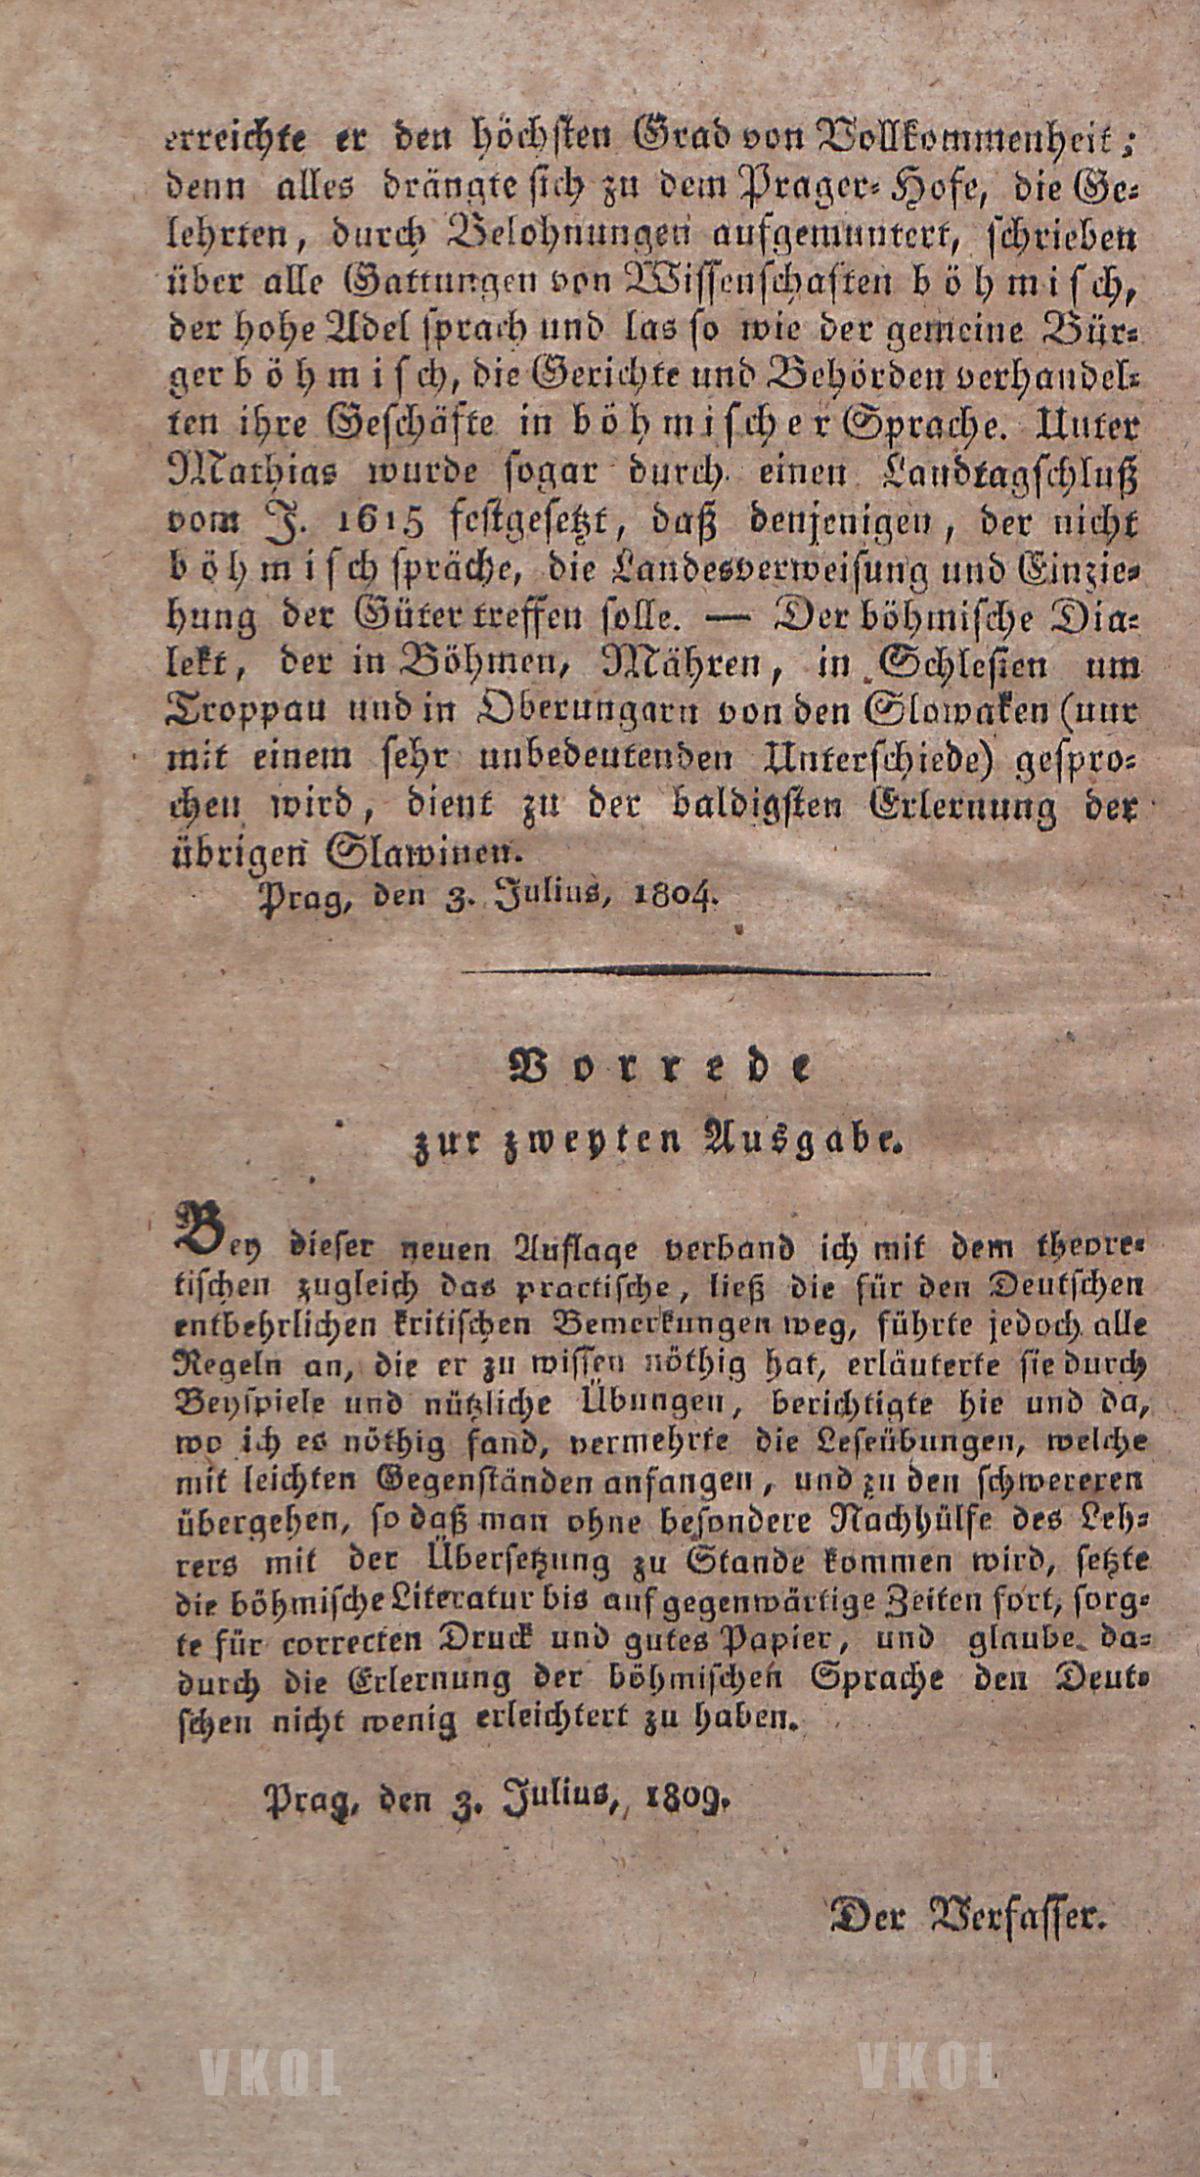 erreichte er den höchsten Grad von Vollkommenheit;
denn alles drängte sich zu dem Prager-Hofe, die Ge-
lehrten, durch Belohnungen aufgemuntert, schrieben
über alle Gattungen von Wissenschaften böhmisch,
der hohe Adel sprach und las so wie der gemeine Bür-
ger böhmisch, die Gerichte und Behörden verhandel-
ten ihre Geschäfte in böhmischer Sprache. Unter
Mathias wurde sogar durch einen Landtagschluß
vom J. 1615 festgesetzt, daß denjenigen, der nicht
böhmisch spräche, die Landesverweisung und Einzie-
hung der Güter treffen solle. — Der böhmische Dia-
lekt, der in Böhmen, Mähren, in Schlesien um
Troppau und in Oberungarn von den Slowaken (nur
mit einem sehr unbedeutenden Unterschiede) gespro-
chen wird, dient zu der baldigsten Erlernung der
übrigen Slawinen.
Prag, den 3. Julius, 1804.
Vorrede
zur zweyten Ausgabe.
Bey dieser neuen Auflage verband ich mit dem theore-
tischen zugleich das practische, ließ die für den Deutschen
entbehrlichen kritischen Bemerkungen weg, führte jedoch alle
Regeln an, die er zu wissen nöthig hat, erläuterte sie durch
Beyspiele und nützliche Übungen, berichtigte hie und da,
wo ich es nöthig fand, vermehrte die Leseübungen, welche
mit leichten Gegenständen anfangen, und zu den schwereren
übergehen, so daß man ohne besondere Nachhülfe des Leh-
rers mit der Übersetzung zu Stande kommen wird, setzte
die böhmische Literatur bis auf gegenwärtige Zeiten fort, sorg-
te für correcten Druck und gutes Papier, und glaube da-
durch die Erlernung der böhmischen Sprache den Deut-
schen nicht wenig erleichtert zu haben.
Prag, den 3. Julius, 1809.
Der Verfasser.
VKOL VKOL